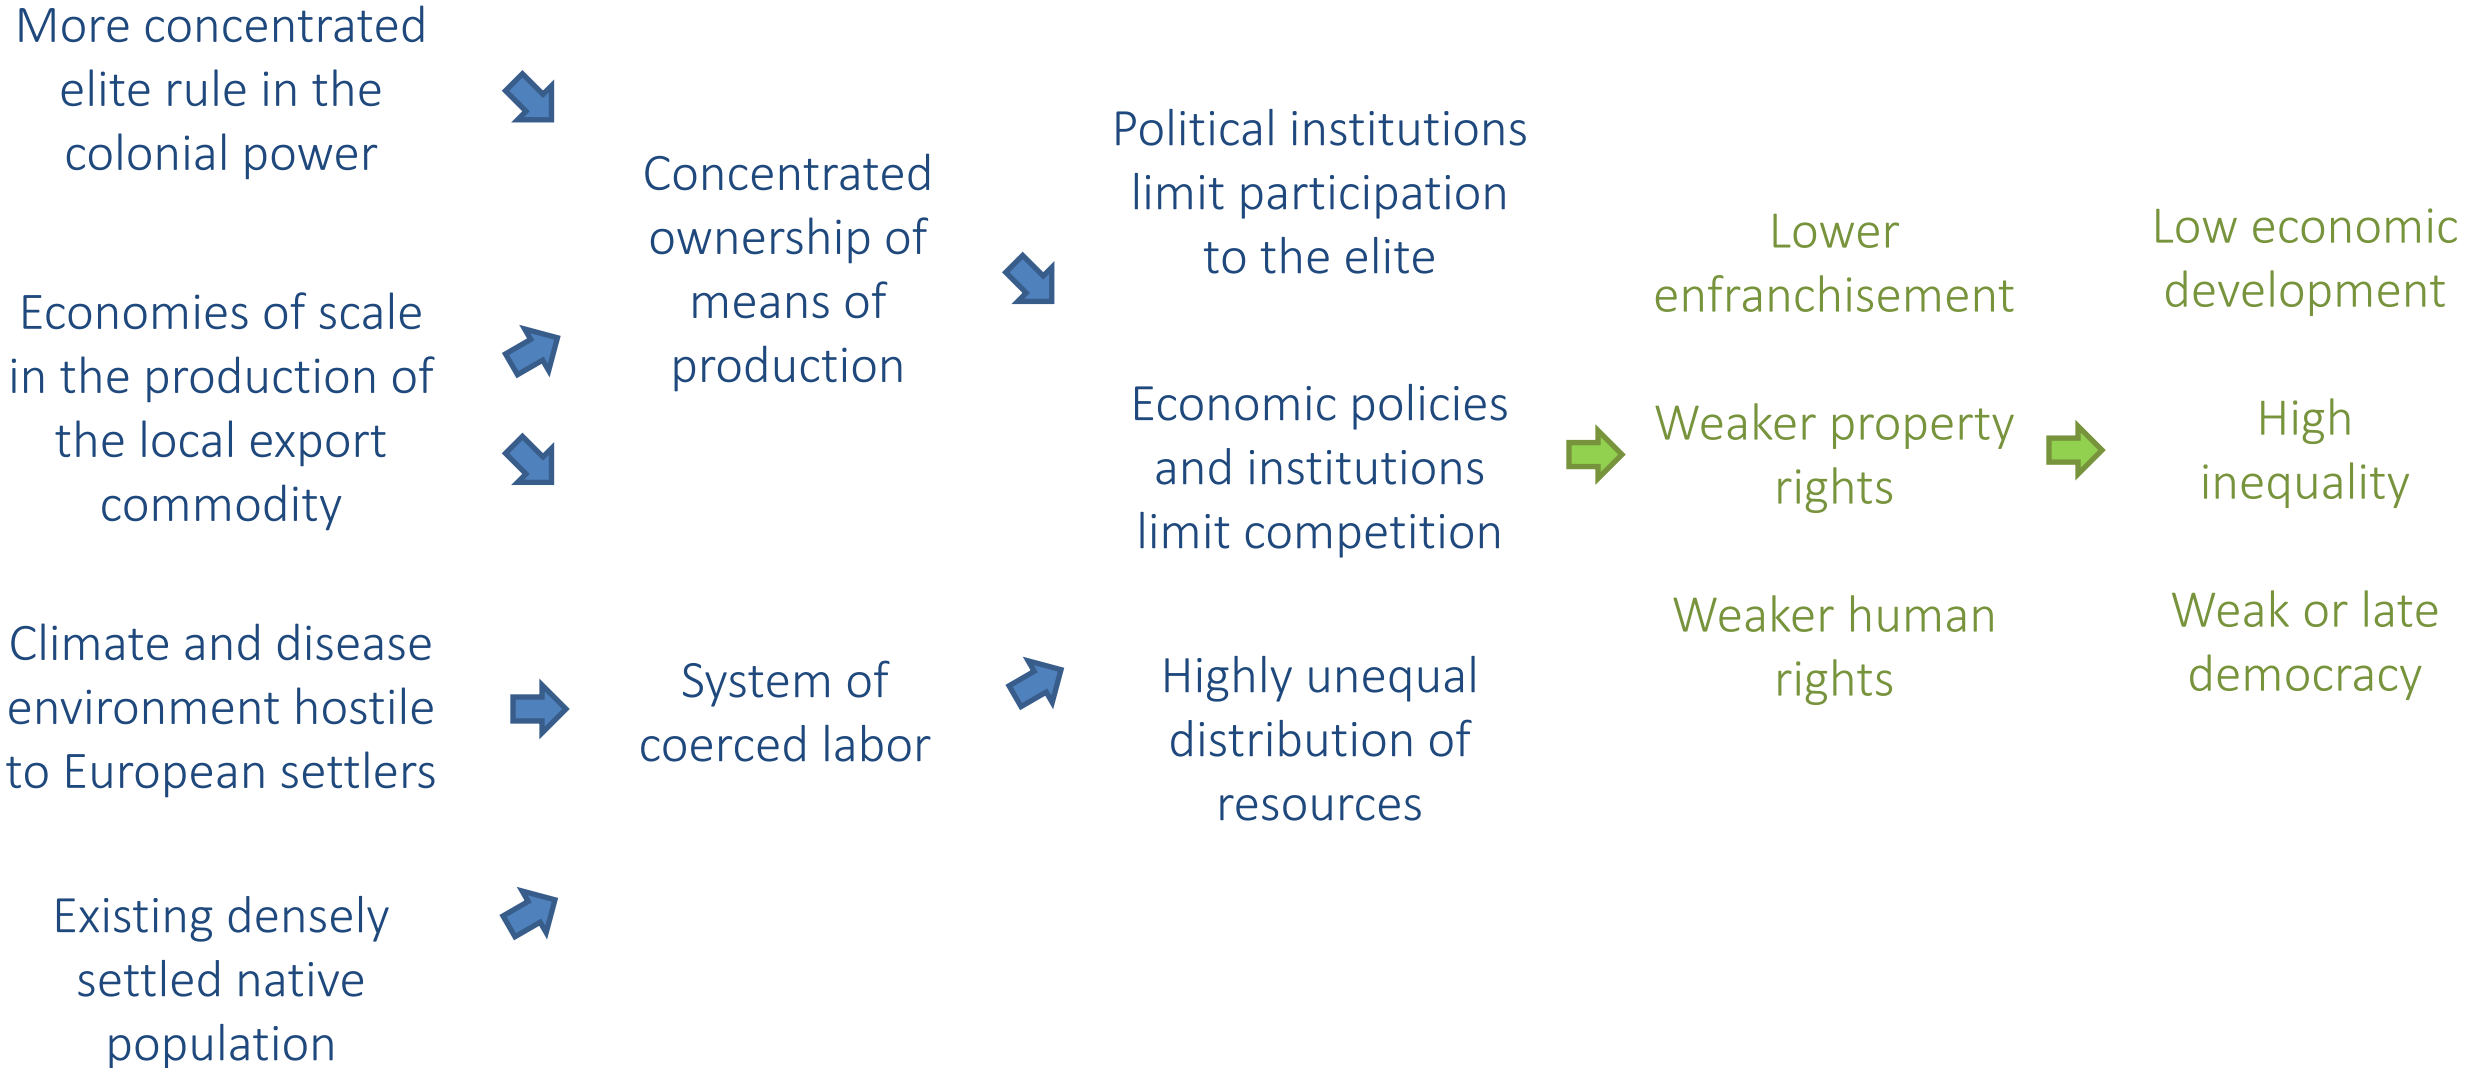 More concentrated
elite rule in the
colonial power
Economies of scale
in the production of
the local export
commodity
Climate and disease
environment hostile
to European settlers
Existing densely
settled native
population
Concentrated
ownership of
means of
production
System of
coerced labor
Political institutions
limit participation
to the elite
Economic policies
and institutions
limit competition
Highly unequal
distribution of
resources
Lower
enfranchisement
Weaker property
rights
Weaker human
rights
Low economic
development
High
inequality
Weak or late
democracy